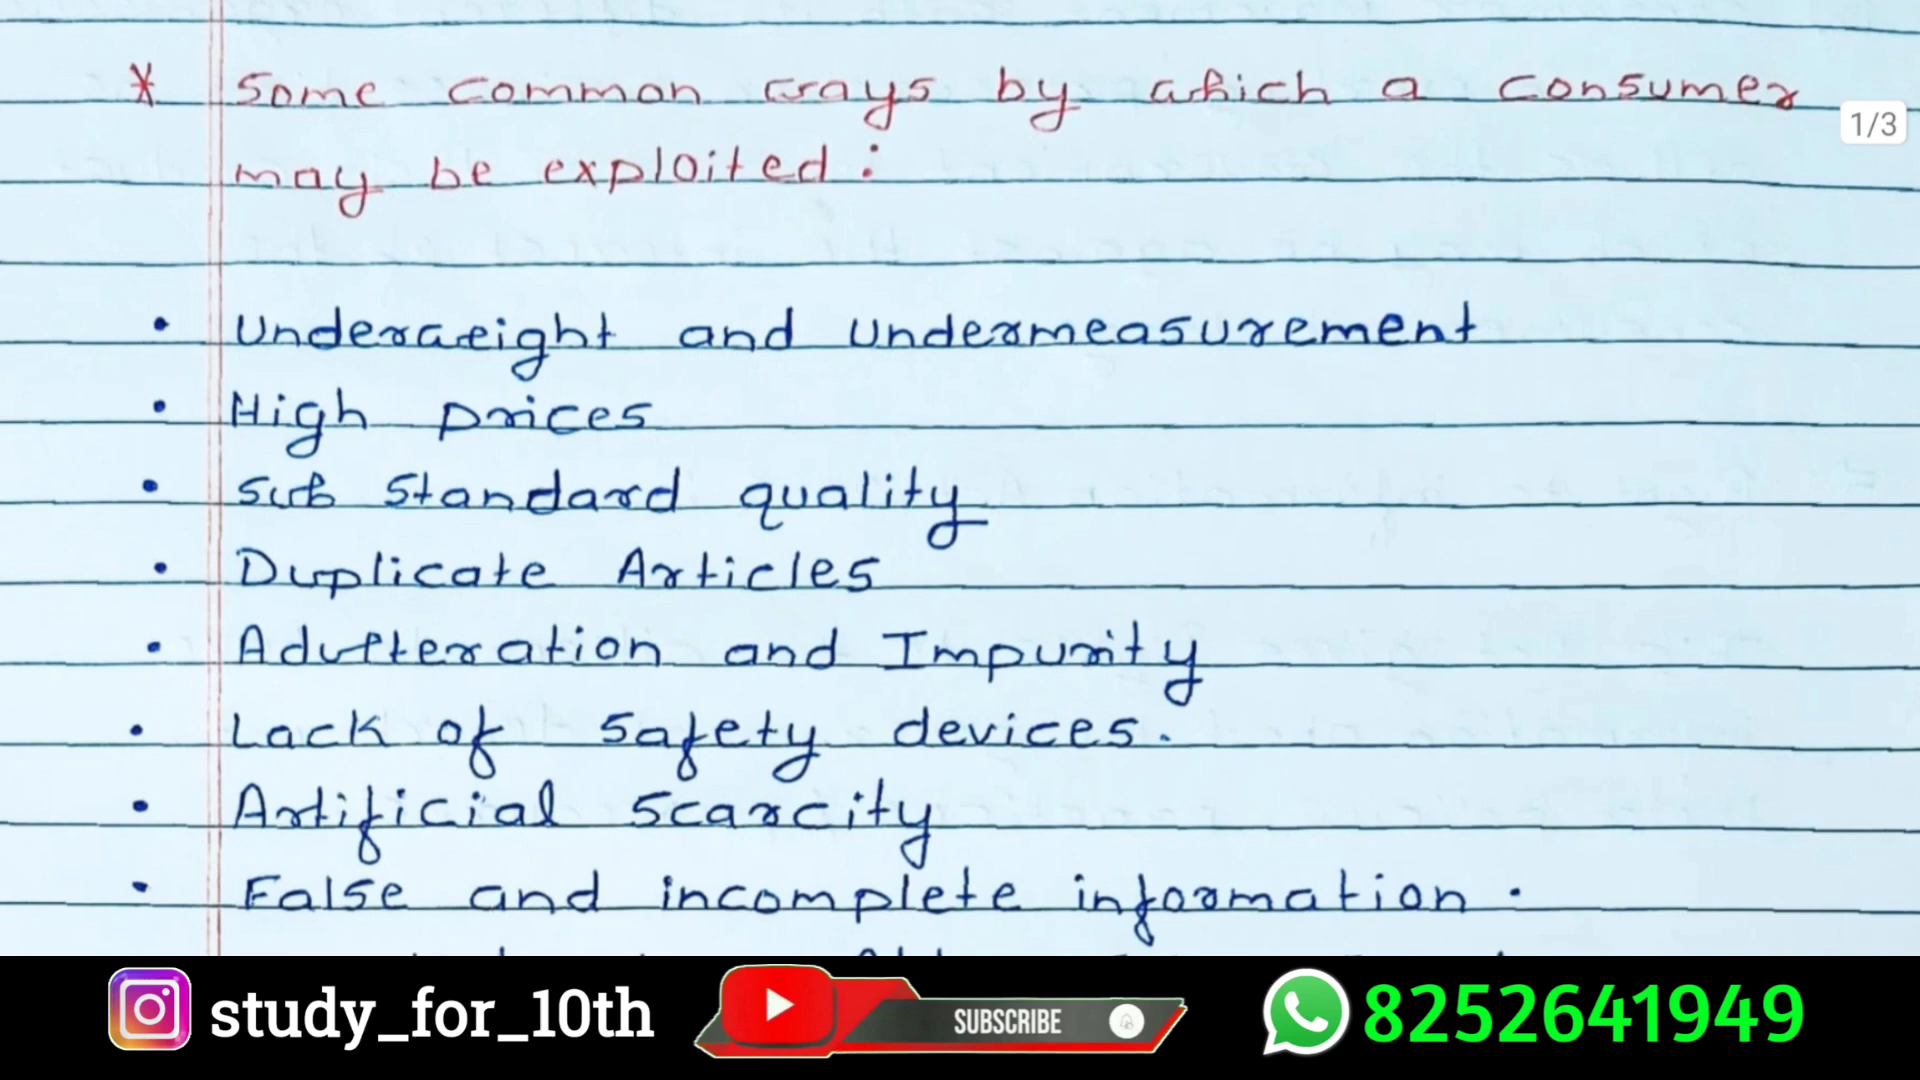 * Some common ways by which a consumer
may be exploited :
1/3
• Underweight and Undermeasurement
• High prices
• Sub Standard quality
• Duplicate Articles
• Adulteration and Impurity
• Lack of safety devices.
• Artificial Scarcity
• False and incomplete information .
study_for_10th
SUBSCRIBE
8252641949